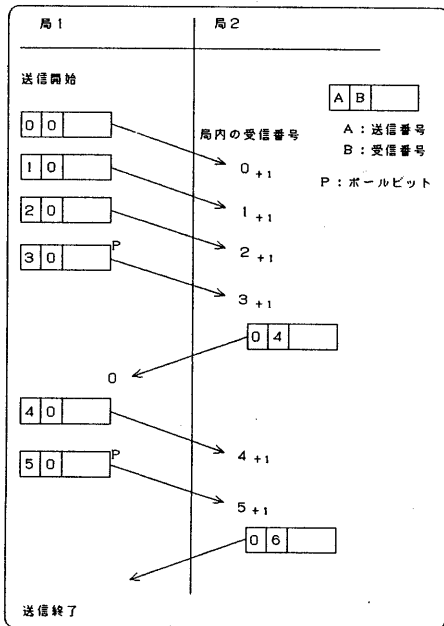 局1 局2
送信開始
A B
0 0
局内の受信番号
A:送信番号
B:受信番号
P:ポールビット
1 0
0 +1
2 0
1 +1
3 0 P
2 +1
3 +1
0 4
0
4 0
4 +1
5 0 P
5 +1
0 6
送信終了